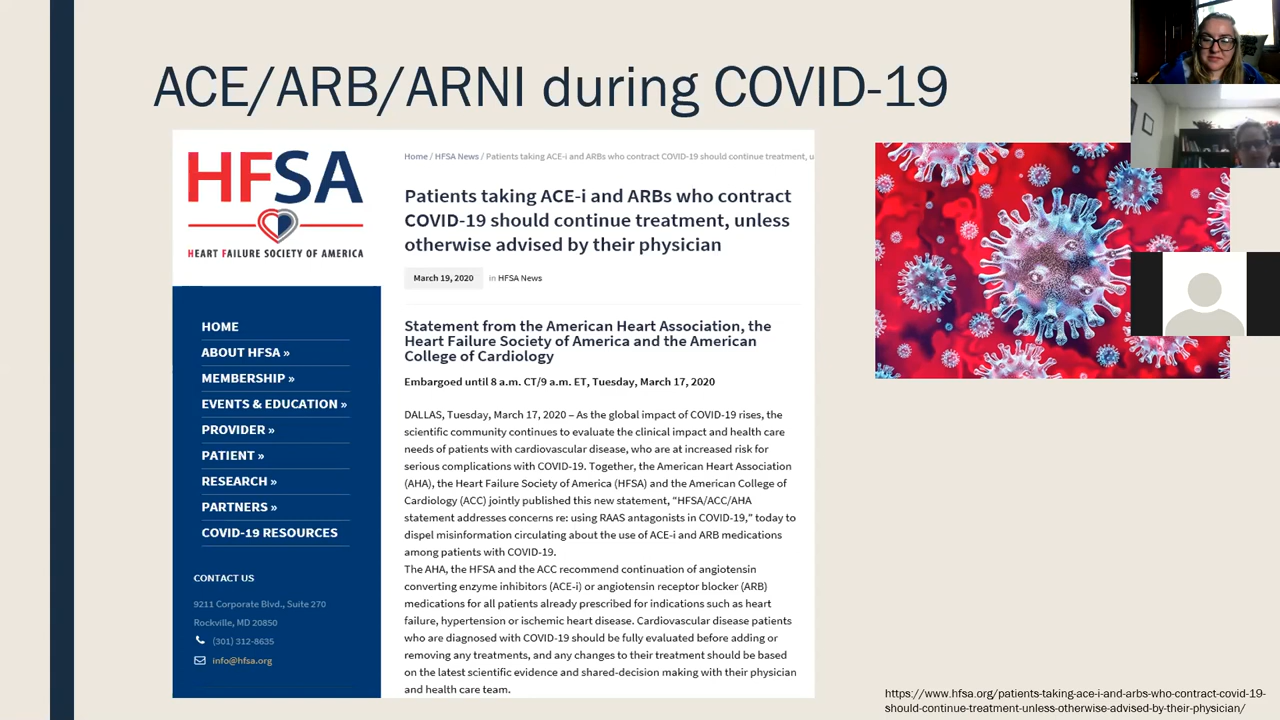 ACE/ARB/ARNI during COVID-19
HFSA
HEART FAILURE SOCIETY OF AMERICA
HOME
ABOUT HFSA »
MEMBERSHIP »
EVENTS & EDUCATION »
PROVIDER »
PATIENT »
RESEARCH »
PARTNERS »
COVID-19 RESOURCES
CONTACT US
9211 Corporate Blvd., Suite 270
Rockville, MD 20850
(301) 312-8635
info@hfsa.org
Home / HFSA News / Patients taking ACE-i and ARBs who contract COVID-19 should continue treatment, u
Patients taking ACE-i and ARBs who contract
COVID-19 should continue treatment, unless
otherwise advised by their physician
March 19, 2020 in HFSA News
Statement from the American Heart Association, the
Heart Failure Society of America and the American
College of Cardiology
Embargoed until 8 a.m. CT/9 a.m. ET, Tuesday, March 17, 2020
DALLAS, Tuesday, March 17, 2020 – As the global impact of COVID-19 rises, the
scientific community continues to evaluate the clinical impact and health care
needs of patients with cardiovascular disease, who are at increased risk for
serious complications with COVID-19. Together, the American Heart Association
(AHA), the Heart Failure Society of America (HFSA) and the American College of
Cardiology (ACC) jointly published this new statement, "HFSA/ACC/AHA
statement addresses concerns re: using RAAS antagonists in COVID-19," today to
dispel misinformation circulating about the use of ACE-i and ARB medications
among patients with COVID-19.
The AHA, the HFSA and the ACC recommend continuation of angiotensin
converting enzyme inhibitors (ACE-i) or angiotensin receptor blocker (ARB)
medications for all patients already prescribed for indications such as heart
failure, hypertension or ischemic heart disease. Cardiovascular disease patients
who are diagnosed with COVID-19 should be fully evaluated before adding or
removing any treatments, and any changes to their treatment should be based
on the latest scientific evidence and shared-decision making with their physician
and health care team.
https://www.hfsa.org/patients-taking-ace-i-and-arbs-who-contract-covid-19-
should-continue-treatment-unless-otherwise-advised-by-their-physician/